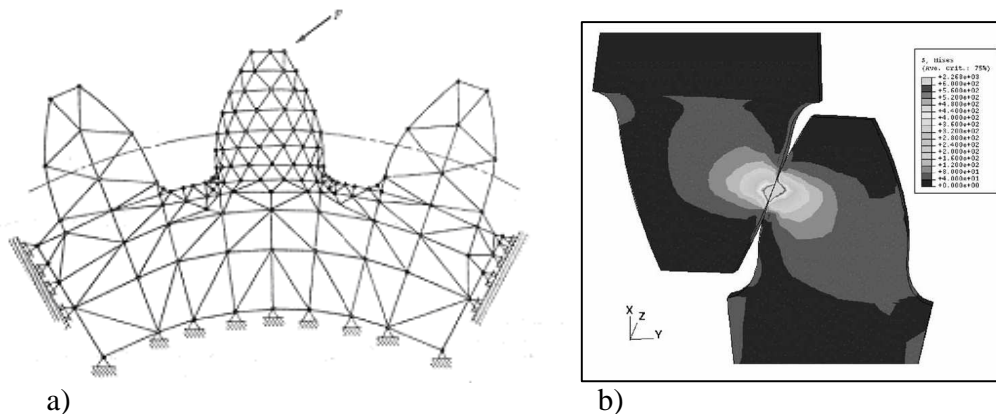 F
S, Mises
(Ave. crit.: 75%)
+2.268e+03
+6.000e+02
+5.600e+02
+5.200e+02
+4.800e+02
+4.400e+02
+4.000e+02
+3.600e+02
+3.200e+02
+2.800e+02
+2.400e+02
+2.000e+02
+1.600e+02
+1.200e+02
+8.000e+01
+4.000e+01
+0.000e+00
X
Z
Y
a)
b)